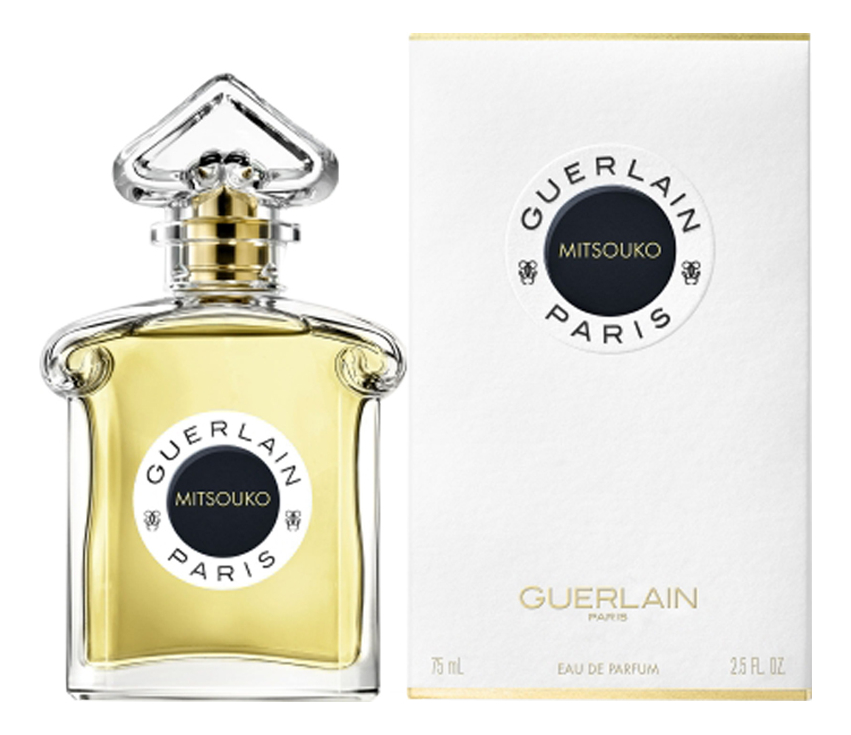 GUERLAIN
MITSOUKO
PARIS
GUERLAIN
MITSOUKO
PARIS
GUERLAIN
PARIS
75 mL
EAU DE PARFUM
2.5 FL. OZ.